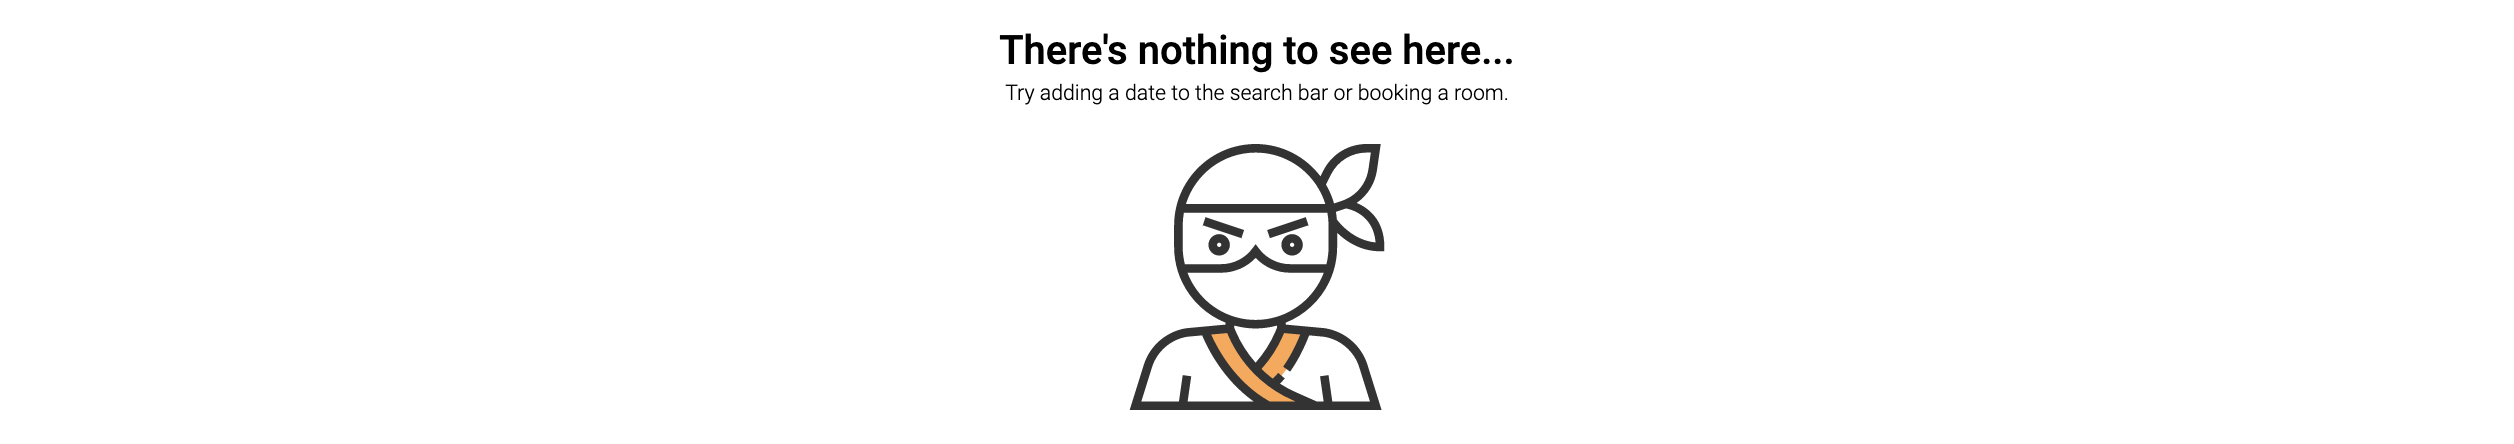 There's nothing to see here...
Try adding a date to the search bar or booking a room.